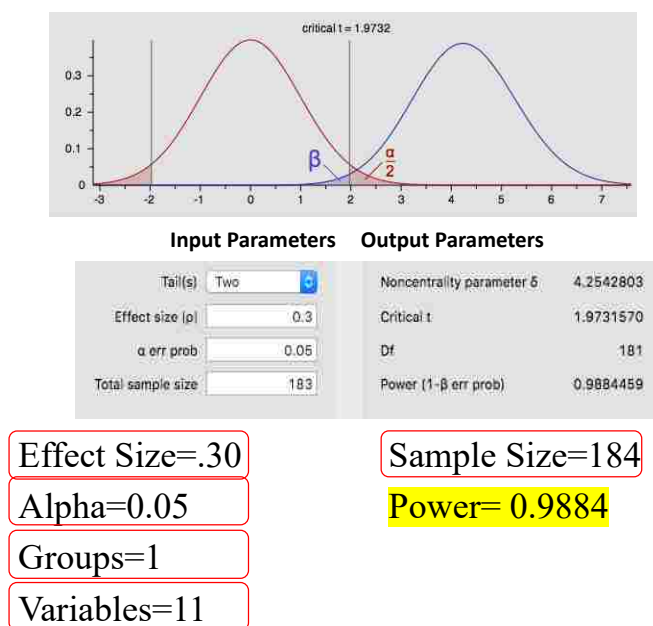 critical t = 1.9732
0.3
0.2
0.1
0
β
α
2
-3 -2 -1 0 1 2 3 4 5 6 7
Input Parameters Output Parameters
Tail(s) Two
Effect size |ρ| 0.3
α err prob 0.05
Total sample size 183
Noncentrality parameter δ 4.2542803
Critical t 1.9731570
Df 181
Power (1-β err prob) 0.9884459
Effect Size=.30
Alpha=0.05
Groups=1
Variables=11
Sample Size=184
Power= 0.9884